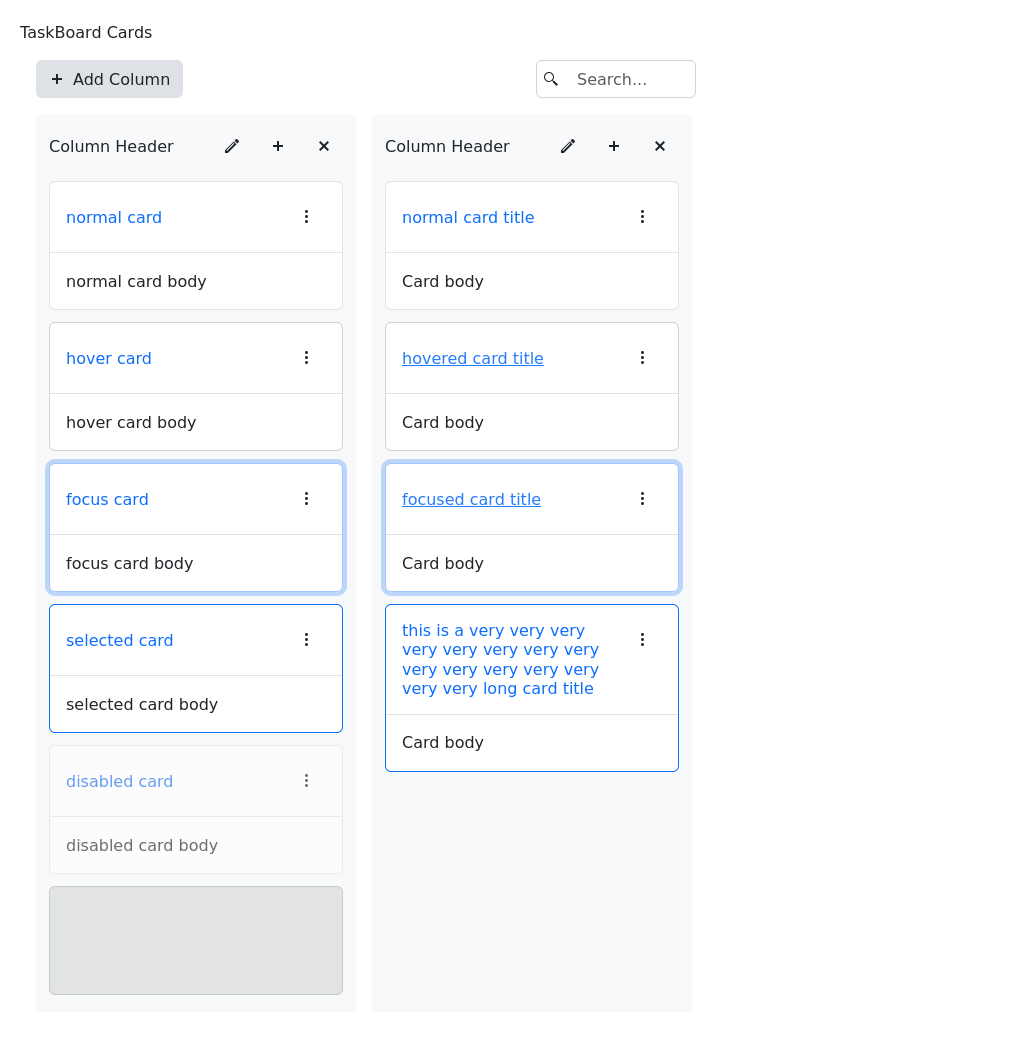 TaskBoard Cards
Add Column
Search...
Column Header
normal card
normal card body
hover card
hover card body
focus card
focus card body
selected card
selected card body
disabled card
disabled card body
Column Header
normal card title
Card body
hovered card title
Card body
focused card title
Card body
this is a very very very
very very very very very
very very very very very
very very long card title
Card body